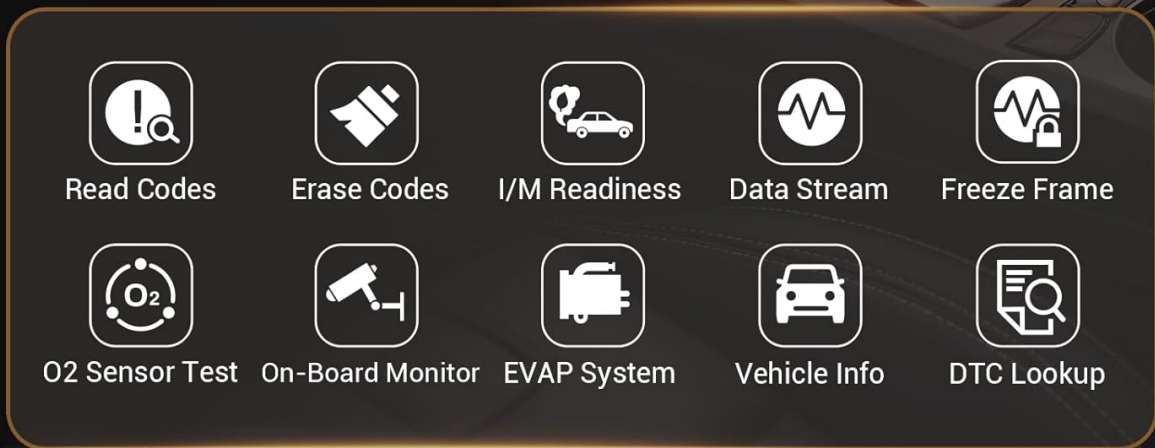 Read Codes
Erase Codes
I/M Readiness
Data Stream
Freeze Frame
O2
O2 Sensor Test
On-Board Monitor
EVAP System
Vehicle Info
DTC Lookup